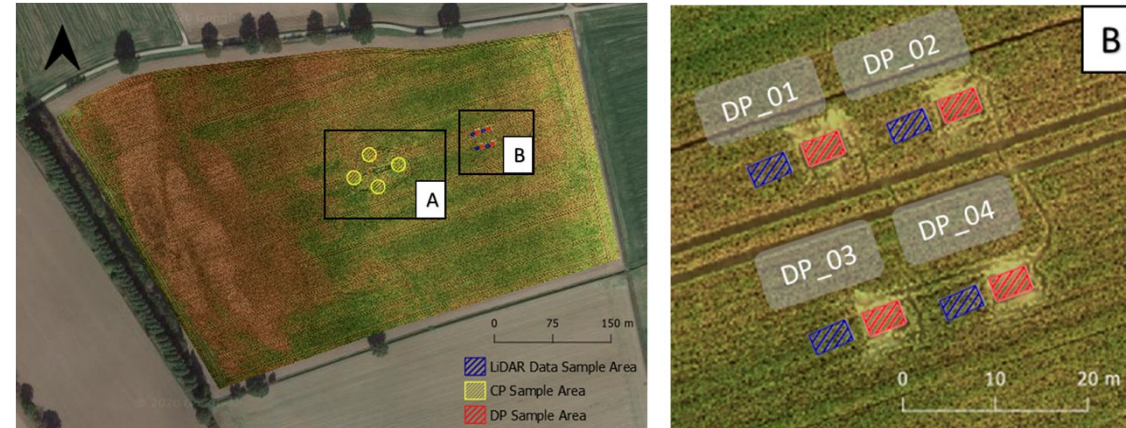 A
B
0 75 150 m
LiDAR Data Sample Area
CP Sample Area
DP Sample Area
B
DP_01
DP_02
DP_03
DP_04
0 10 20 m